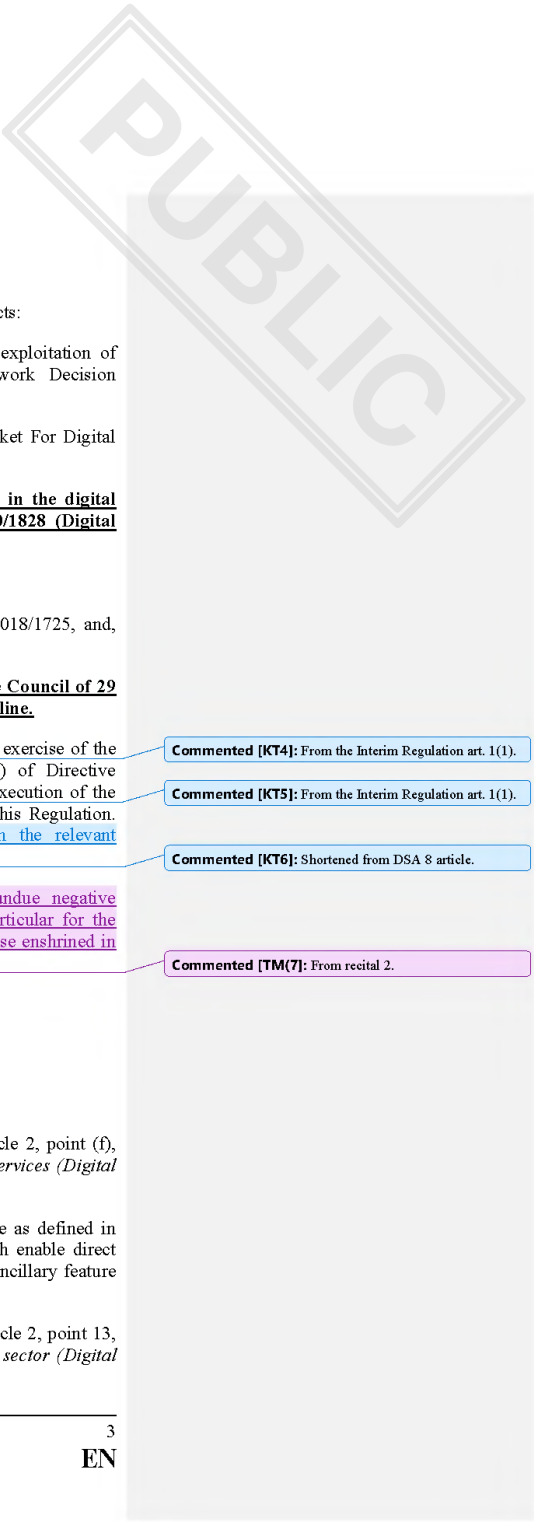 PUBLIC
cts:
exploitation of
work Decision
ket For Digital
in the digital
0/1828 (Digital
018/1725, and,
e Council of 29
line.
exercise of the
) of Directive
xecution of the
his Regulation.
n the relevant
undue negative
rticular for the
se enshrined in
Commented [KT4]: From the Interim Regulation art. 1(1).
Commented [KT5]: From the Interim Regulation art. 1(1).
Commented [KT6]: Shortened from DSA 8 article.
Commented [TM(7]: From recital 2.
cle 2, point (f),
ervices (Digital
e as defined in
h enable direct
ncillary feature
cle 2, point 13,
sector (Digital
3
EN